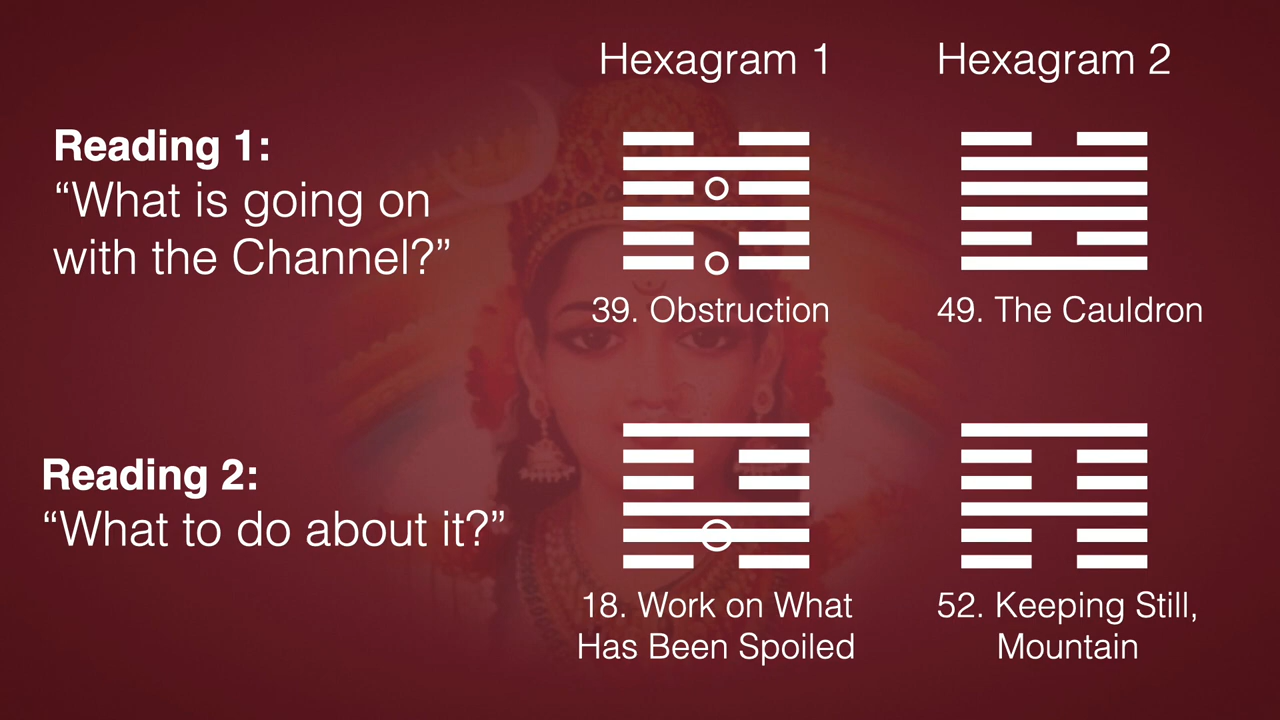 Hexagram 1
Hexagram 2
Reading 1:
“What is going on
with the Channel?”
39. Obstruction
49. The Cauldron
Reading 2:
“What to do about it?”
18. Work on What
Has Been Spoiled
52. Keeping Still,
Mountain